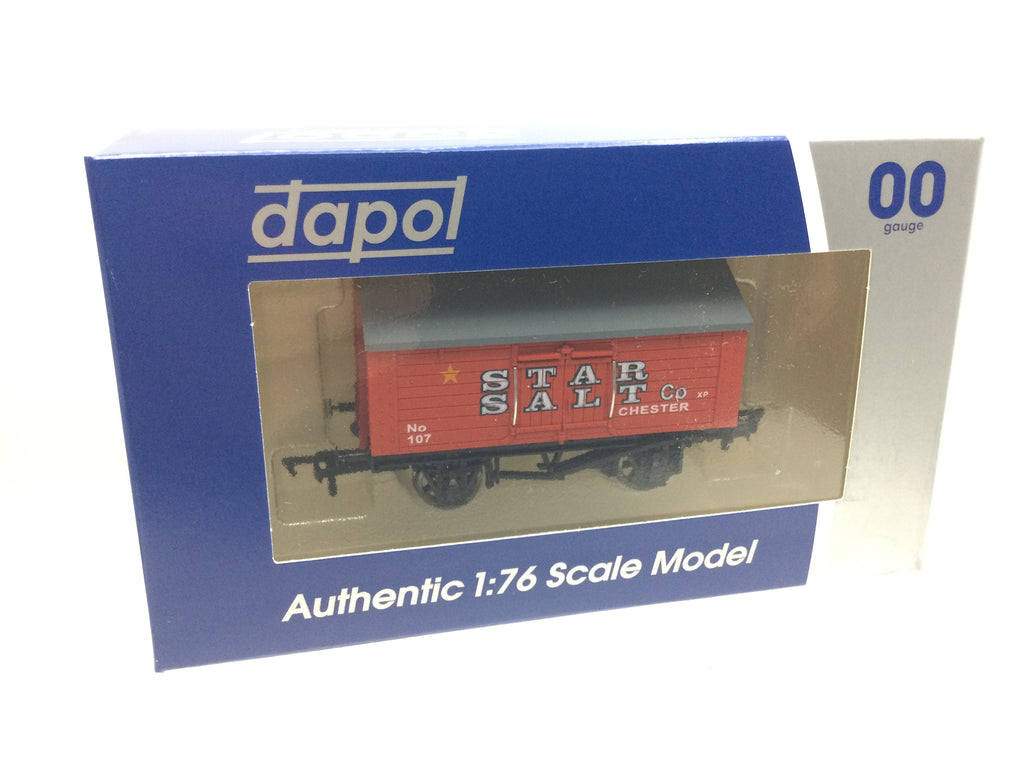 dapol
00
gauge
STAR
SALT Co XP
CHESTER
No
107
Authentic 1:76 Scale Model